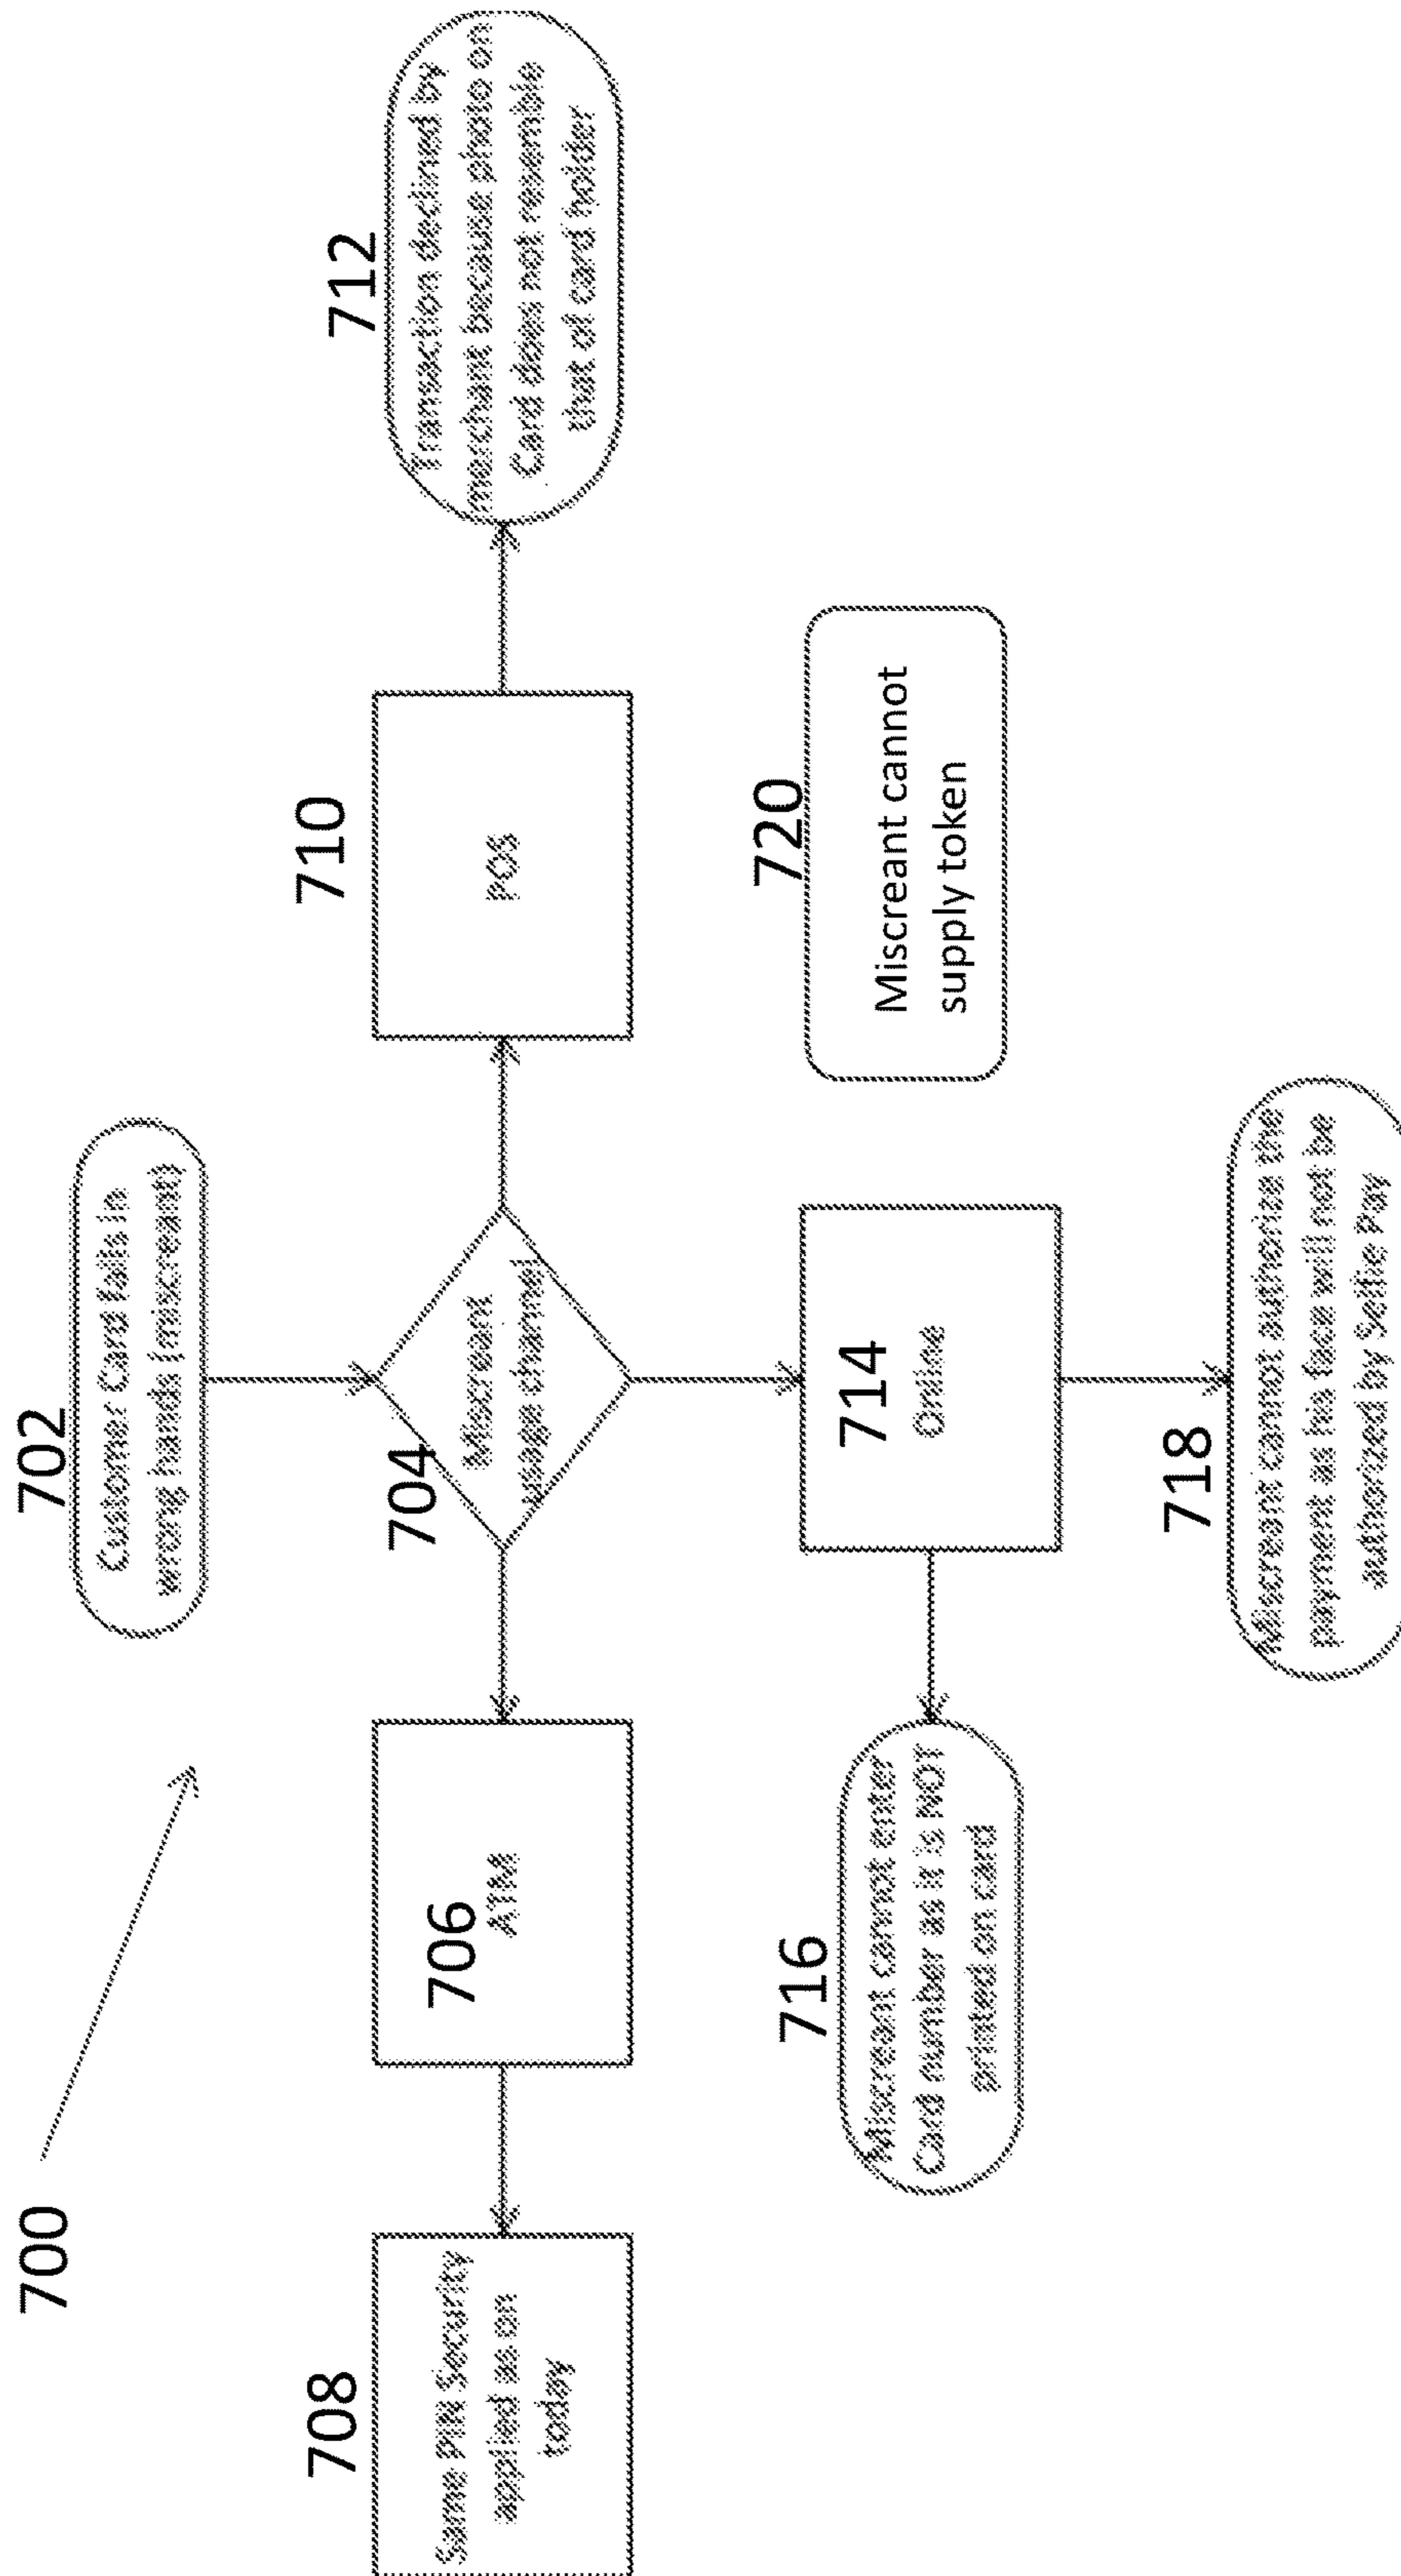 700
702
Customer Card falls in
wrong hands (miscreant)
704
Miscreant
usage channel
708
Same PIN Security
applied as on
today
706
ATM
710
POS
712
Transaction declined by
merchant because photo on
Card does not resemble
that of card holder
716
Miscreant cannot enter
Card number as it is NOT
printed on card
714
Online
720
Miscreant cannot
supply token
718
Miscreant cannot authorize the
payment as his face will not be
authorized by Selfie Pay